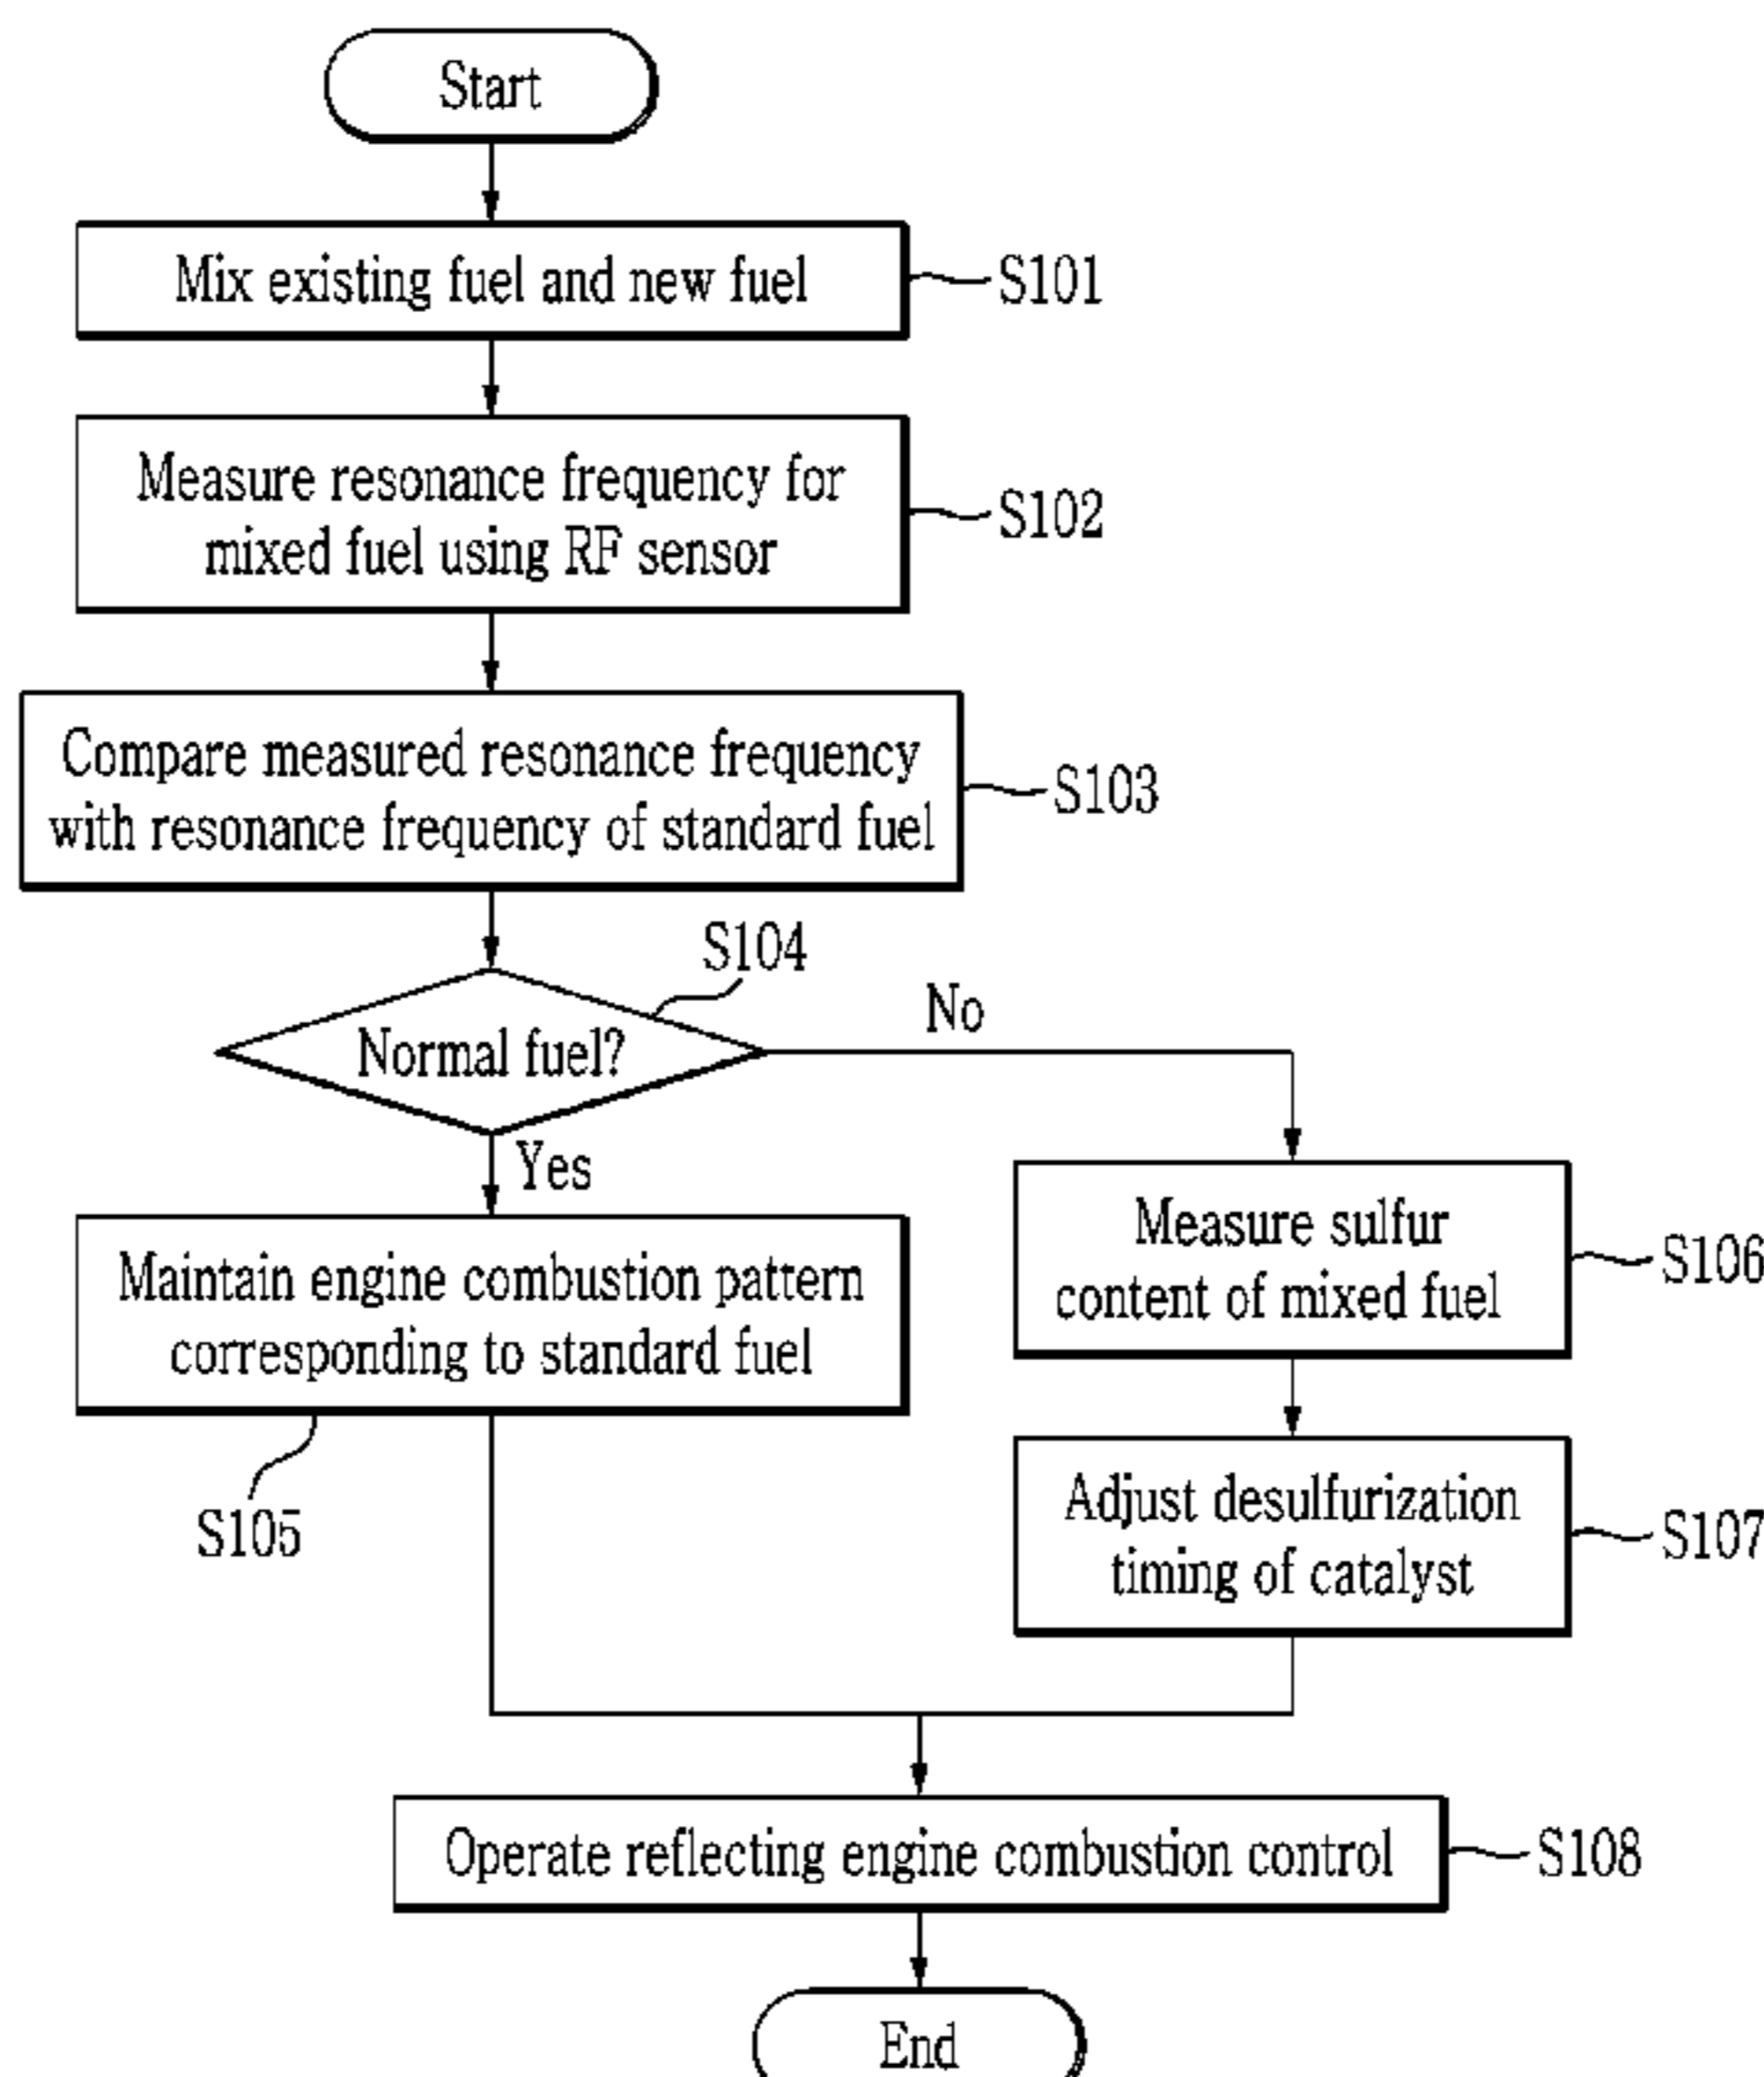 Start
Mix existing fuel and new fuel
S101
Measure resonance frequency for
mixed fuel using RF sensor
S102
Compare measured resonance frequency
with resonance frequency of standard fuel
S103
S104
Normal fuel?
No
Yes
Maintain engine combustion pattern
corresponding to standard fuel
S105
Measure sulfur
content of mixed fuel
S106
Adjust desulfurization
timing of catalyst
S107
Operate reflecting engine combustion control
S108
End